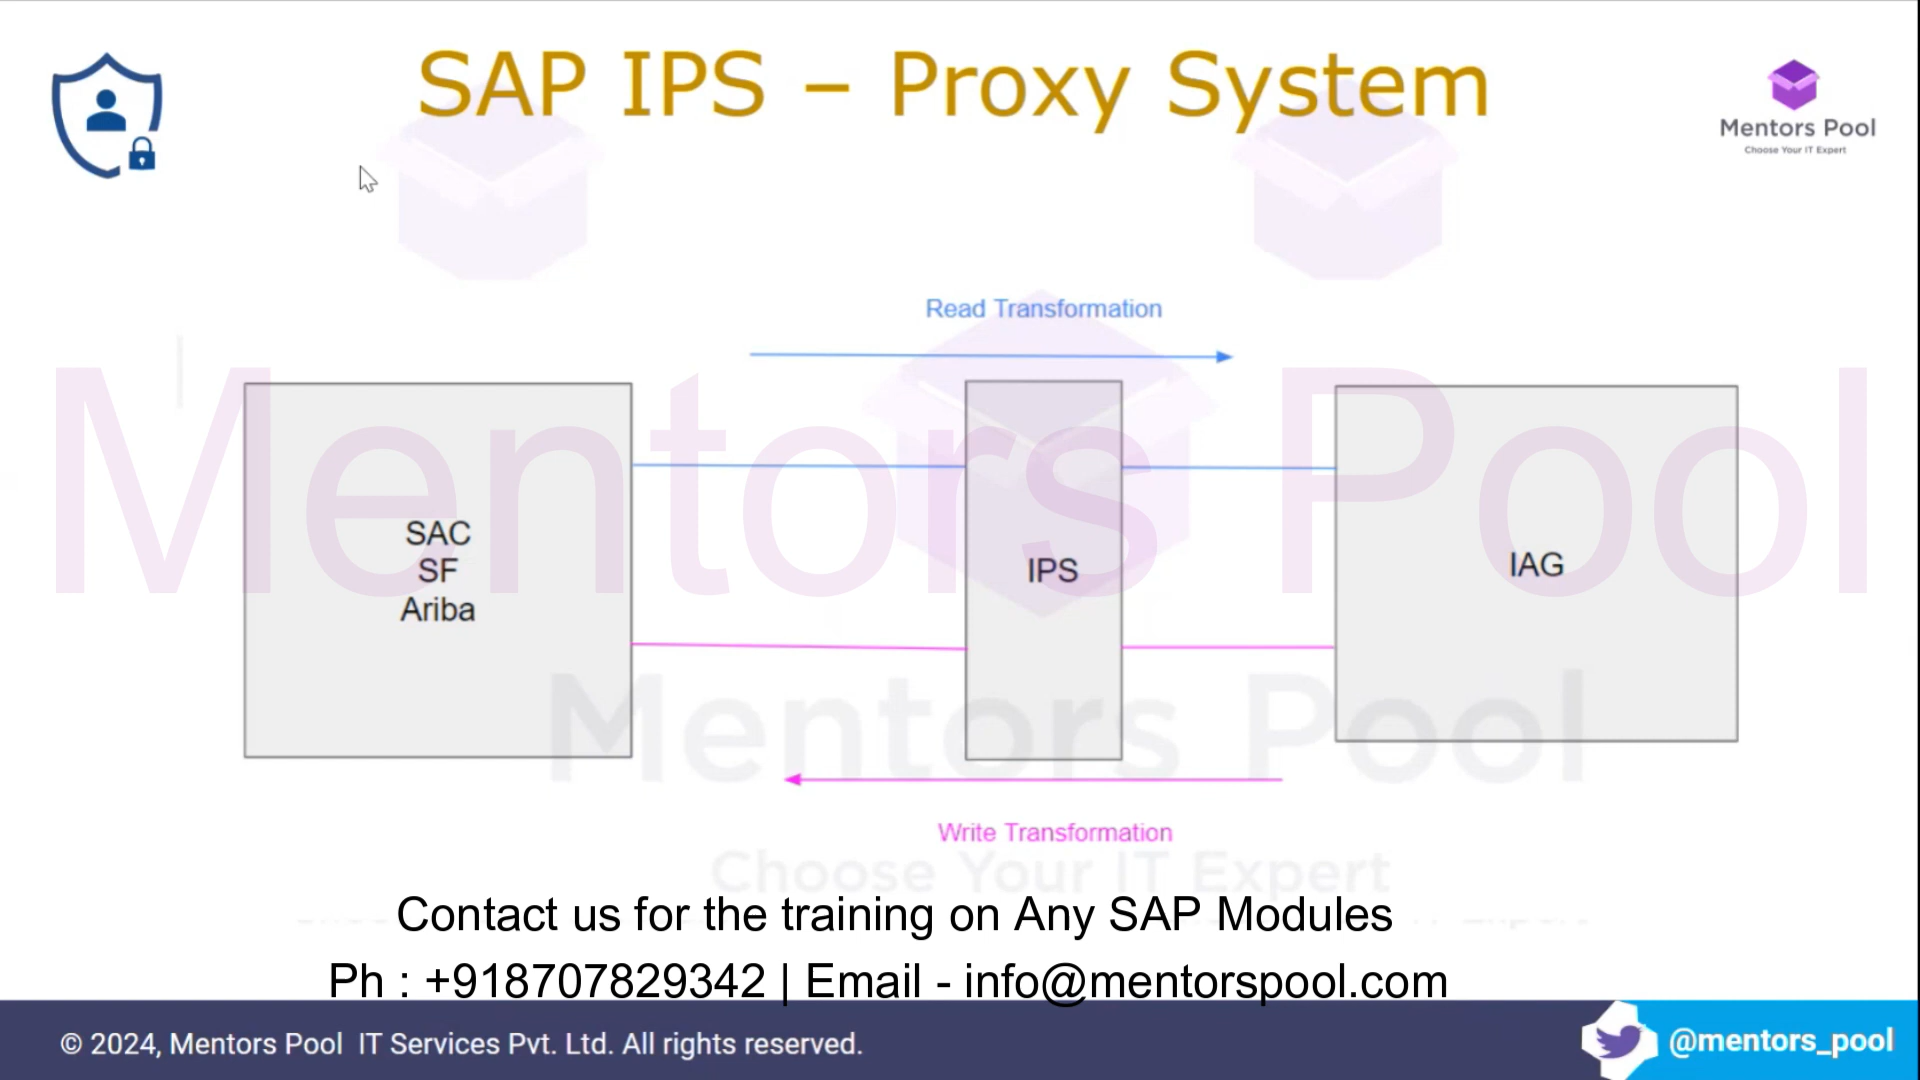 SAP IPS – Proxy System
Mentors Pool
Choose Your IT Expert
Read Transformation
Mentors Pool
SAC
SF
Ariba
IPS
IAG
Mentors Pool
Write Transformation
Choose Your IT Expert
Contact us for the training on Any SAP Modules
Ph : +918707829342 | Email - info@mentorspool.com
© 2024, Mentors Pool IT Services Pvt. Ltd. All rights reserved.
@mentors_pool